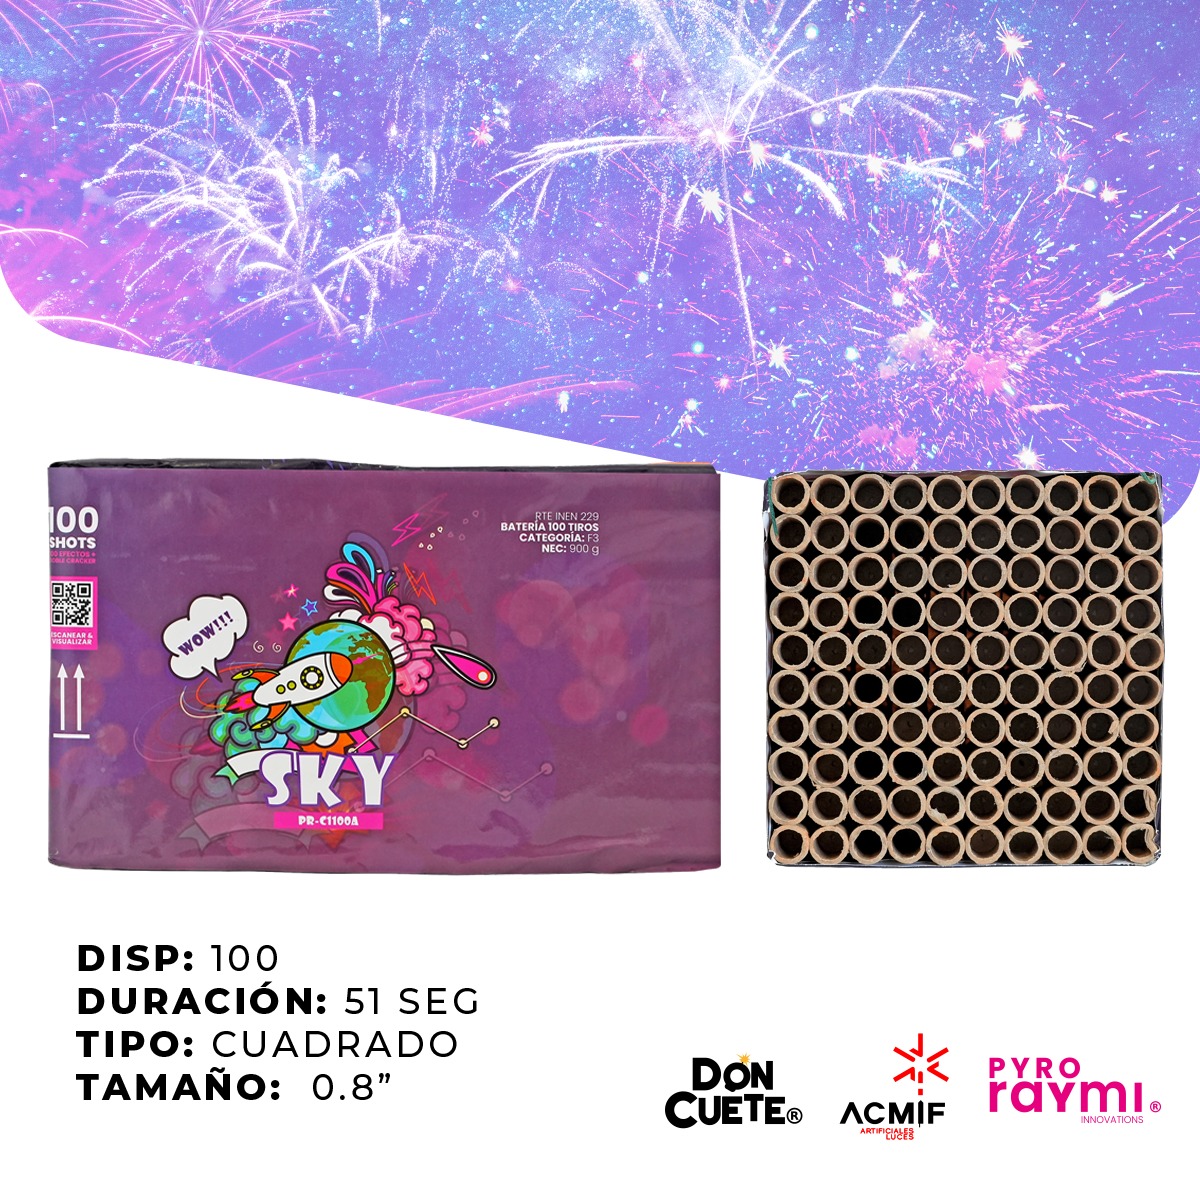 100
SHOTS
ESCANEAR &
VISUALIZAR
RTE INEN 229
BATERÍA 100 TIROS
CATEGORÍA: F3
NEC: 900 g
WOW!!!
SKY
PR-C1100A
DISP: 100
DURACIÓN: 51 SEG
TIPO: CUADRADO
TAMAÑO: 0.8”
DON
CUETE®
ACMIF
ARTIFICIALES
LUCES
PYRO
raymi®
INNOVATIONS